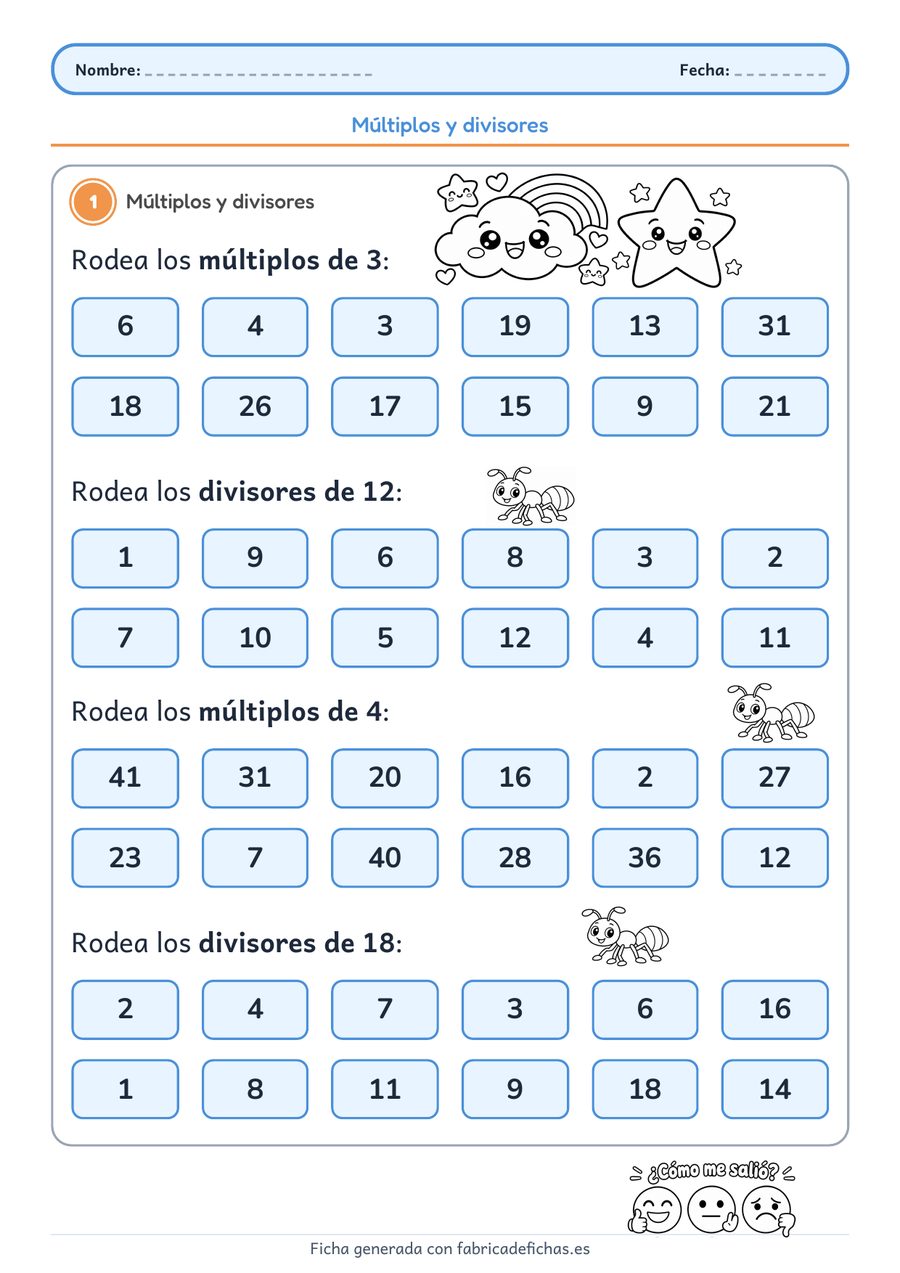 Nombre: Fecha:
Múltiplos y divisores
1 Múltiplos y divisores
Rodea los múltiplos de 3:
6 4 3 19 13 31
18 26 17 15 9 21
Rodea los divisores de 12:
1 9 6 8 3 2
7 10 5 12 4 11
Rodea los múltiplos de 4:
41 31 20 16 2 27
23 7 40 28 36 12
Rodea los divisores de 18:
2 4 7 3 6 16
1 8 11 9 18 14
¿Cómo me salió?
Ficha generada con fabricadefichas.es